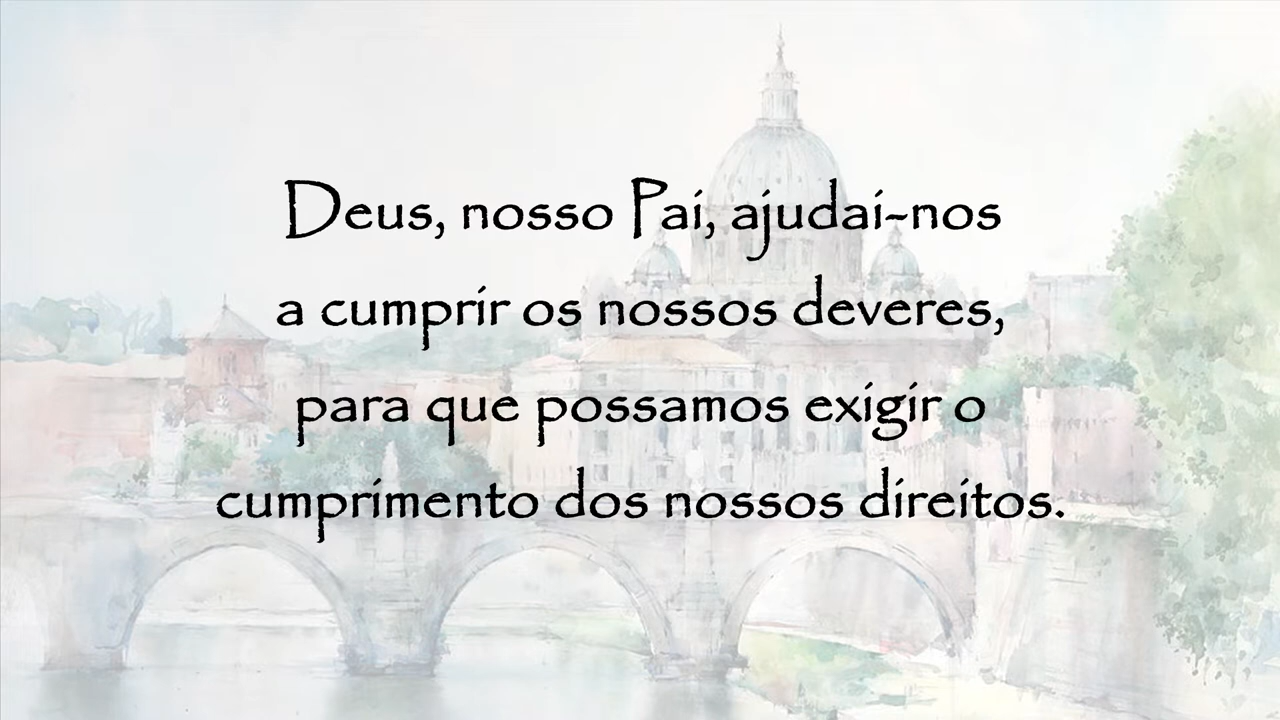 Deus, nosso Pai, ajudai-nos
a cumprir os nossos deveres,
para que possamos exigir o
cumprimento dos nossos direitos.